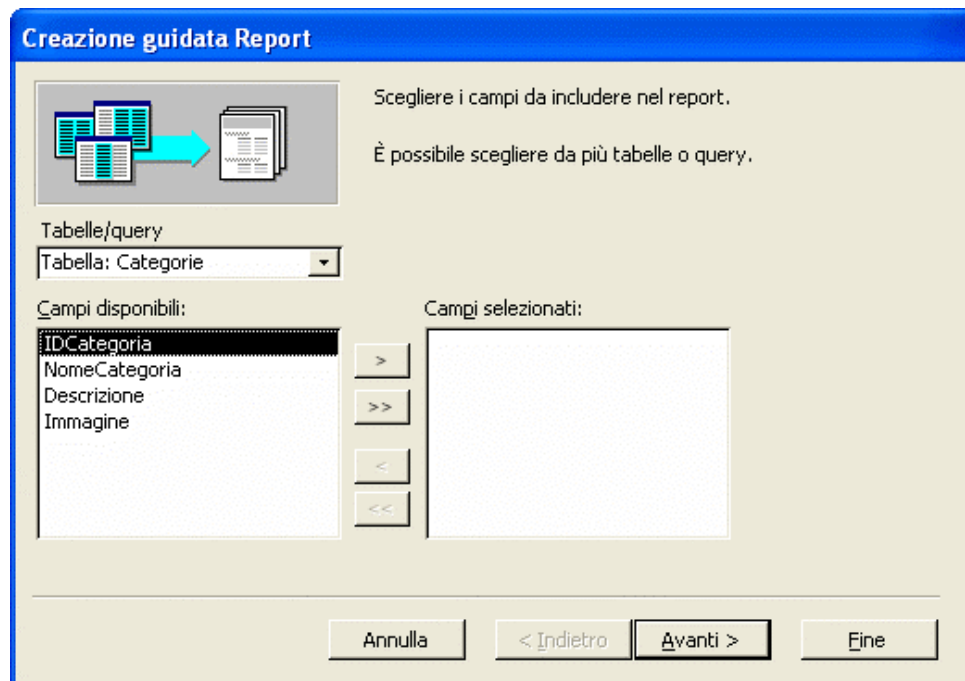 Creazione guidata Report
Scegliere i campi da includere nel report.
È possibile scegliere da più tabelle o query.
Tabelle/query
Tabella: Categorie
Campi disponibili:
Campi selezionati:
IDCategoria
NomeCategoria
Descrizione
Immagine
>
>>
<
<<
Annulla
< Indietro
Avanti >
Fine